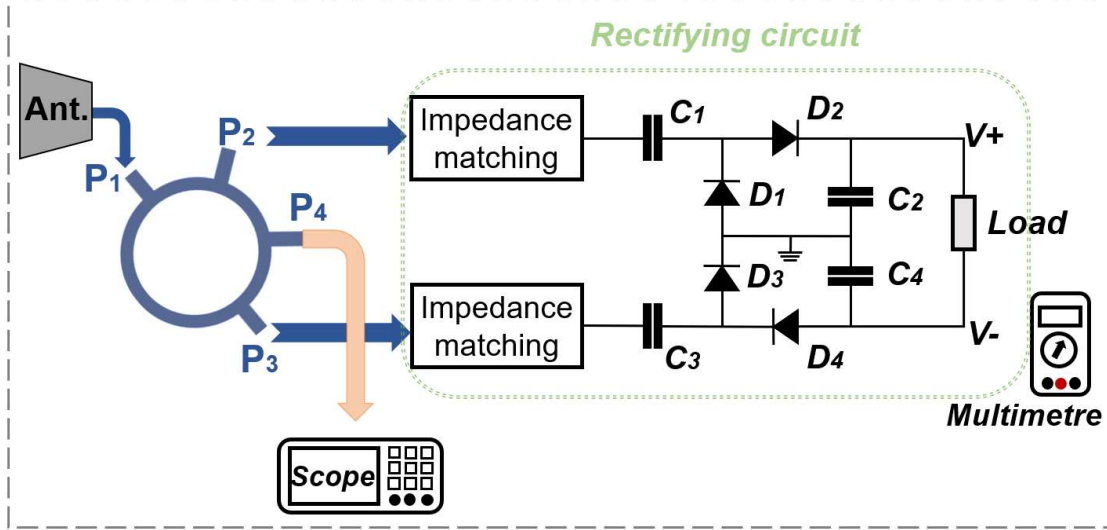 Rectifying circuit
Ant.
P1
P2
P4
P3
Impedance
matching
C1
D2
V+
D1
C2
Load
D3
C4
Impedance
matching
C3
D4
V-
Multimetre
Scope